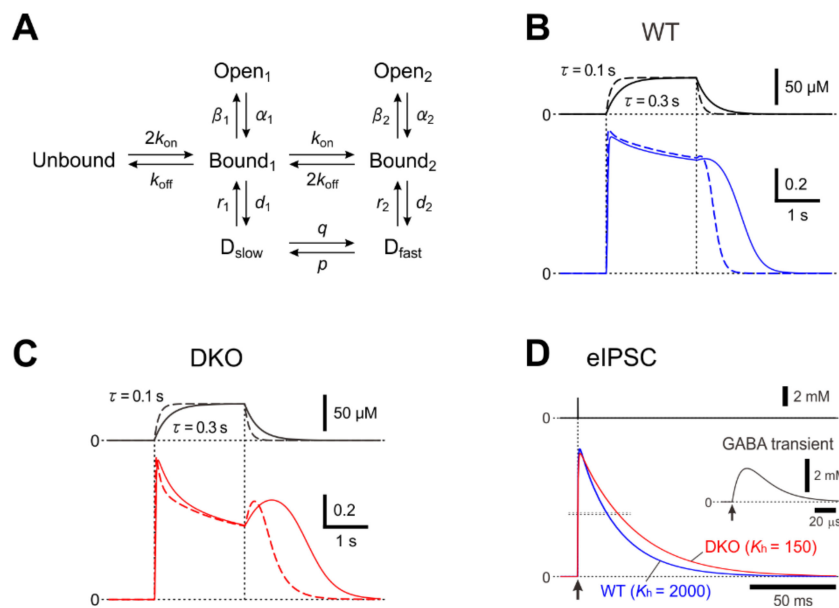 A
Open₁
Open₂
β₁
α₁
β₂
α₂
2kon
kon
Unbound
Bound₁
Bound₂
koff
2koff
r₁
d₁
r₂
d₂
q
Dslow
Dfast
p
B
WT
τ = 0.1 s
50 μM
0
τ = 0.3 s
0.2
1 s
0
C
DKO
τ = 0.1 s
50 μM
0
τ = 0.3 s
0.2
1 s
0
D
eIPSC
2 mM
0
GABA transient
2 mM
0
20 μs
DKO (Kh = 150)
WT (Kh = 2000)
0
50 ms